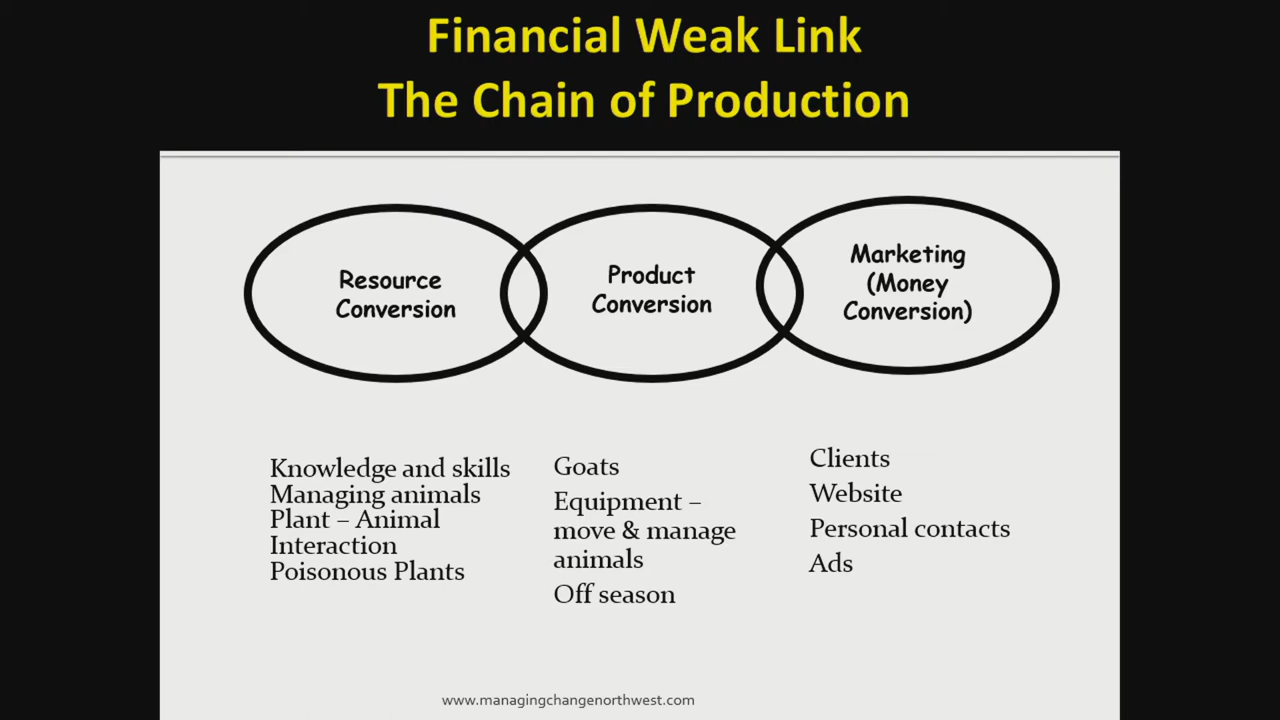 Financial Weak Link
The Chain of Production
Resource
Conversion
Product
Conversion
Marketing
(Money
Conversion)
Knowledge and skills
Managing animals
Plant – Animal
Interaction
Poisonous Plants
Goats
Equipment –
move & manage
animals
Off season
Clients
Website
Personal contacts
Ads
www.managingchangenorthwest.com